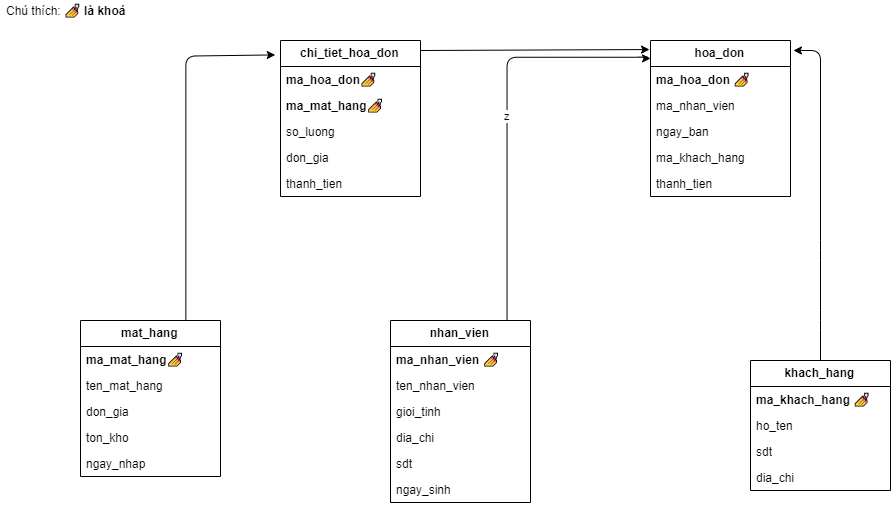 Chú thích: là khoá
chi_tiet_hoa_don
ma_hoa_don
ma_mat_hang
so_luong
don_gia
thanh_tien
hoa_don
ma_hoa_don
ma_nhan_vien
ngay_ban
ma_khach_hang
thanh_tien
z
mat_hang
ma_mat_hang
ten_mat_hang
don_gia
ton_kho
ngay_nhap
nhan_vien
ma_nhan_vien
ten_nhan_vien
gioi_tinh
dia_chi
sdt
ngay_sinh
khach_hang
ma_khach_hang
ho_ten
sdt
dia_chi